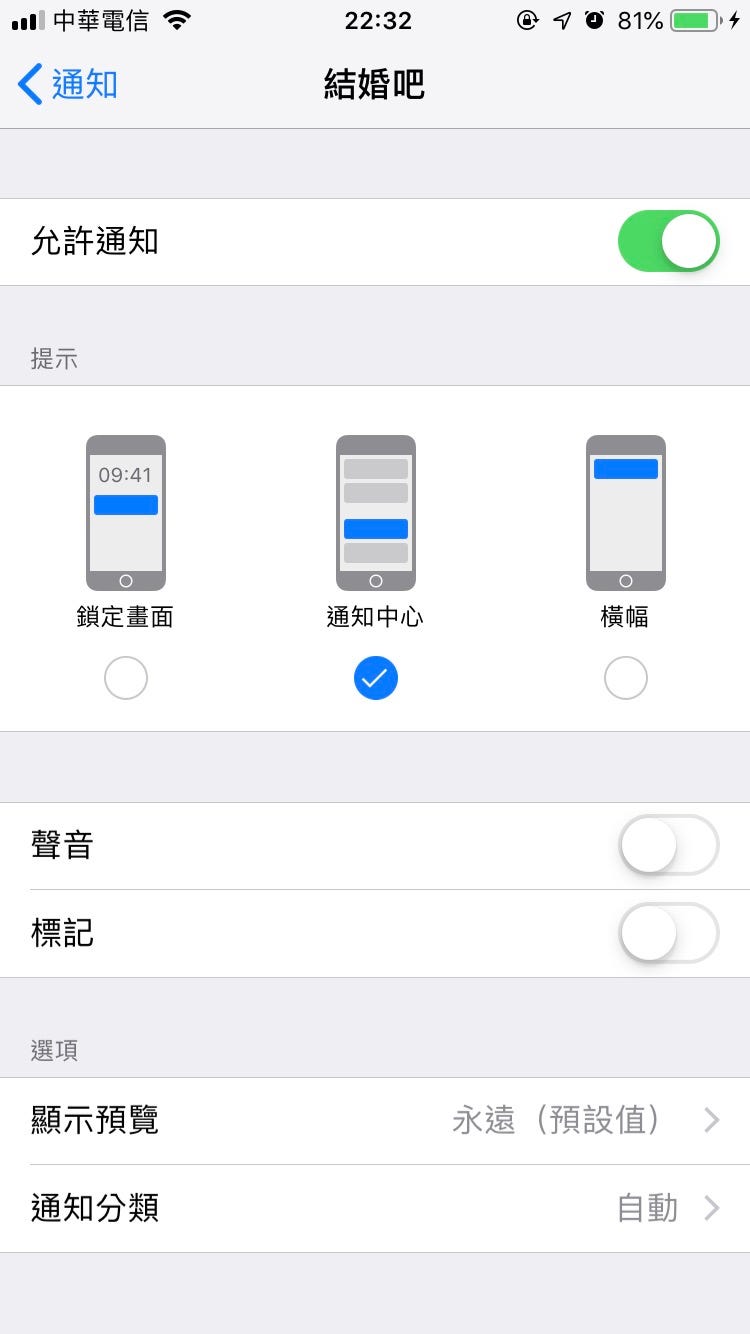 中華電信 22:32 81%
通知 結婚吧
允許通知
提示
09:41
鎖定畫面 通知中心 橫幅
聲音
標記
選項
顯示預覽 永遠（預設值）
通知分類 自動